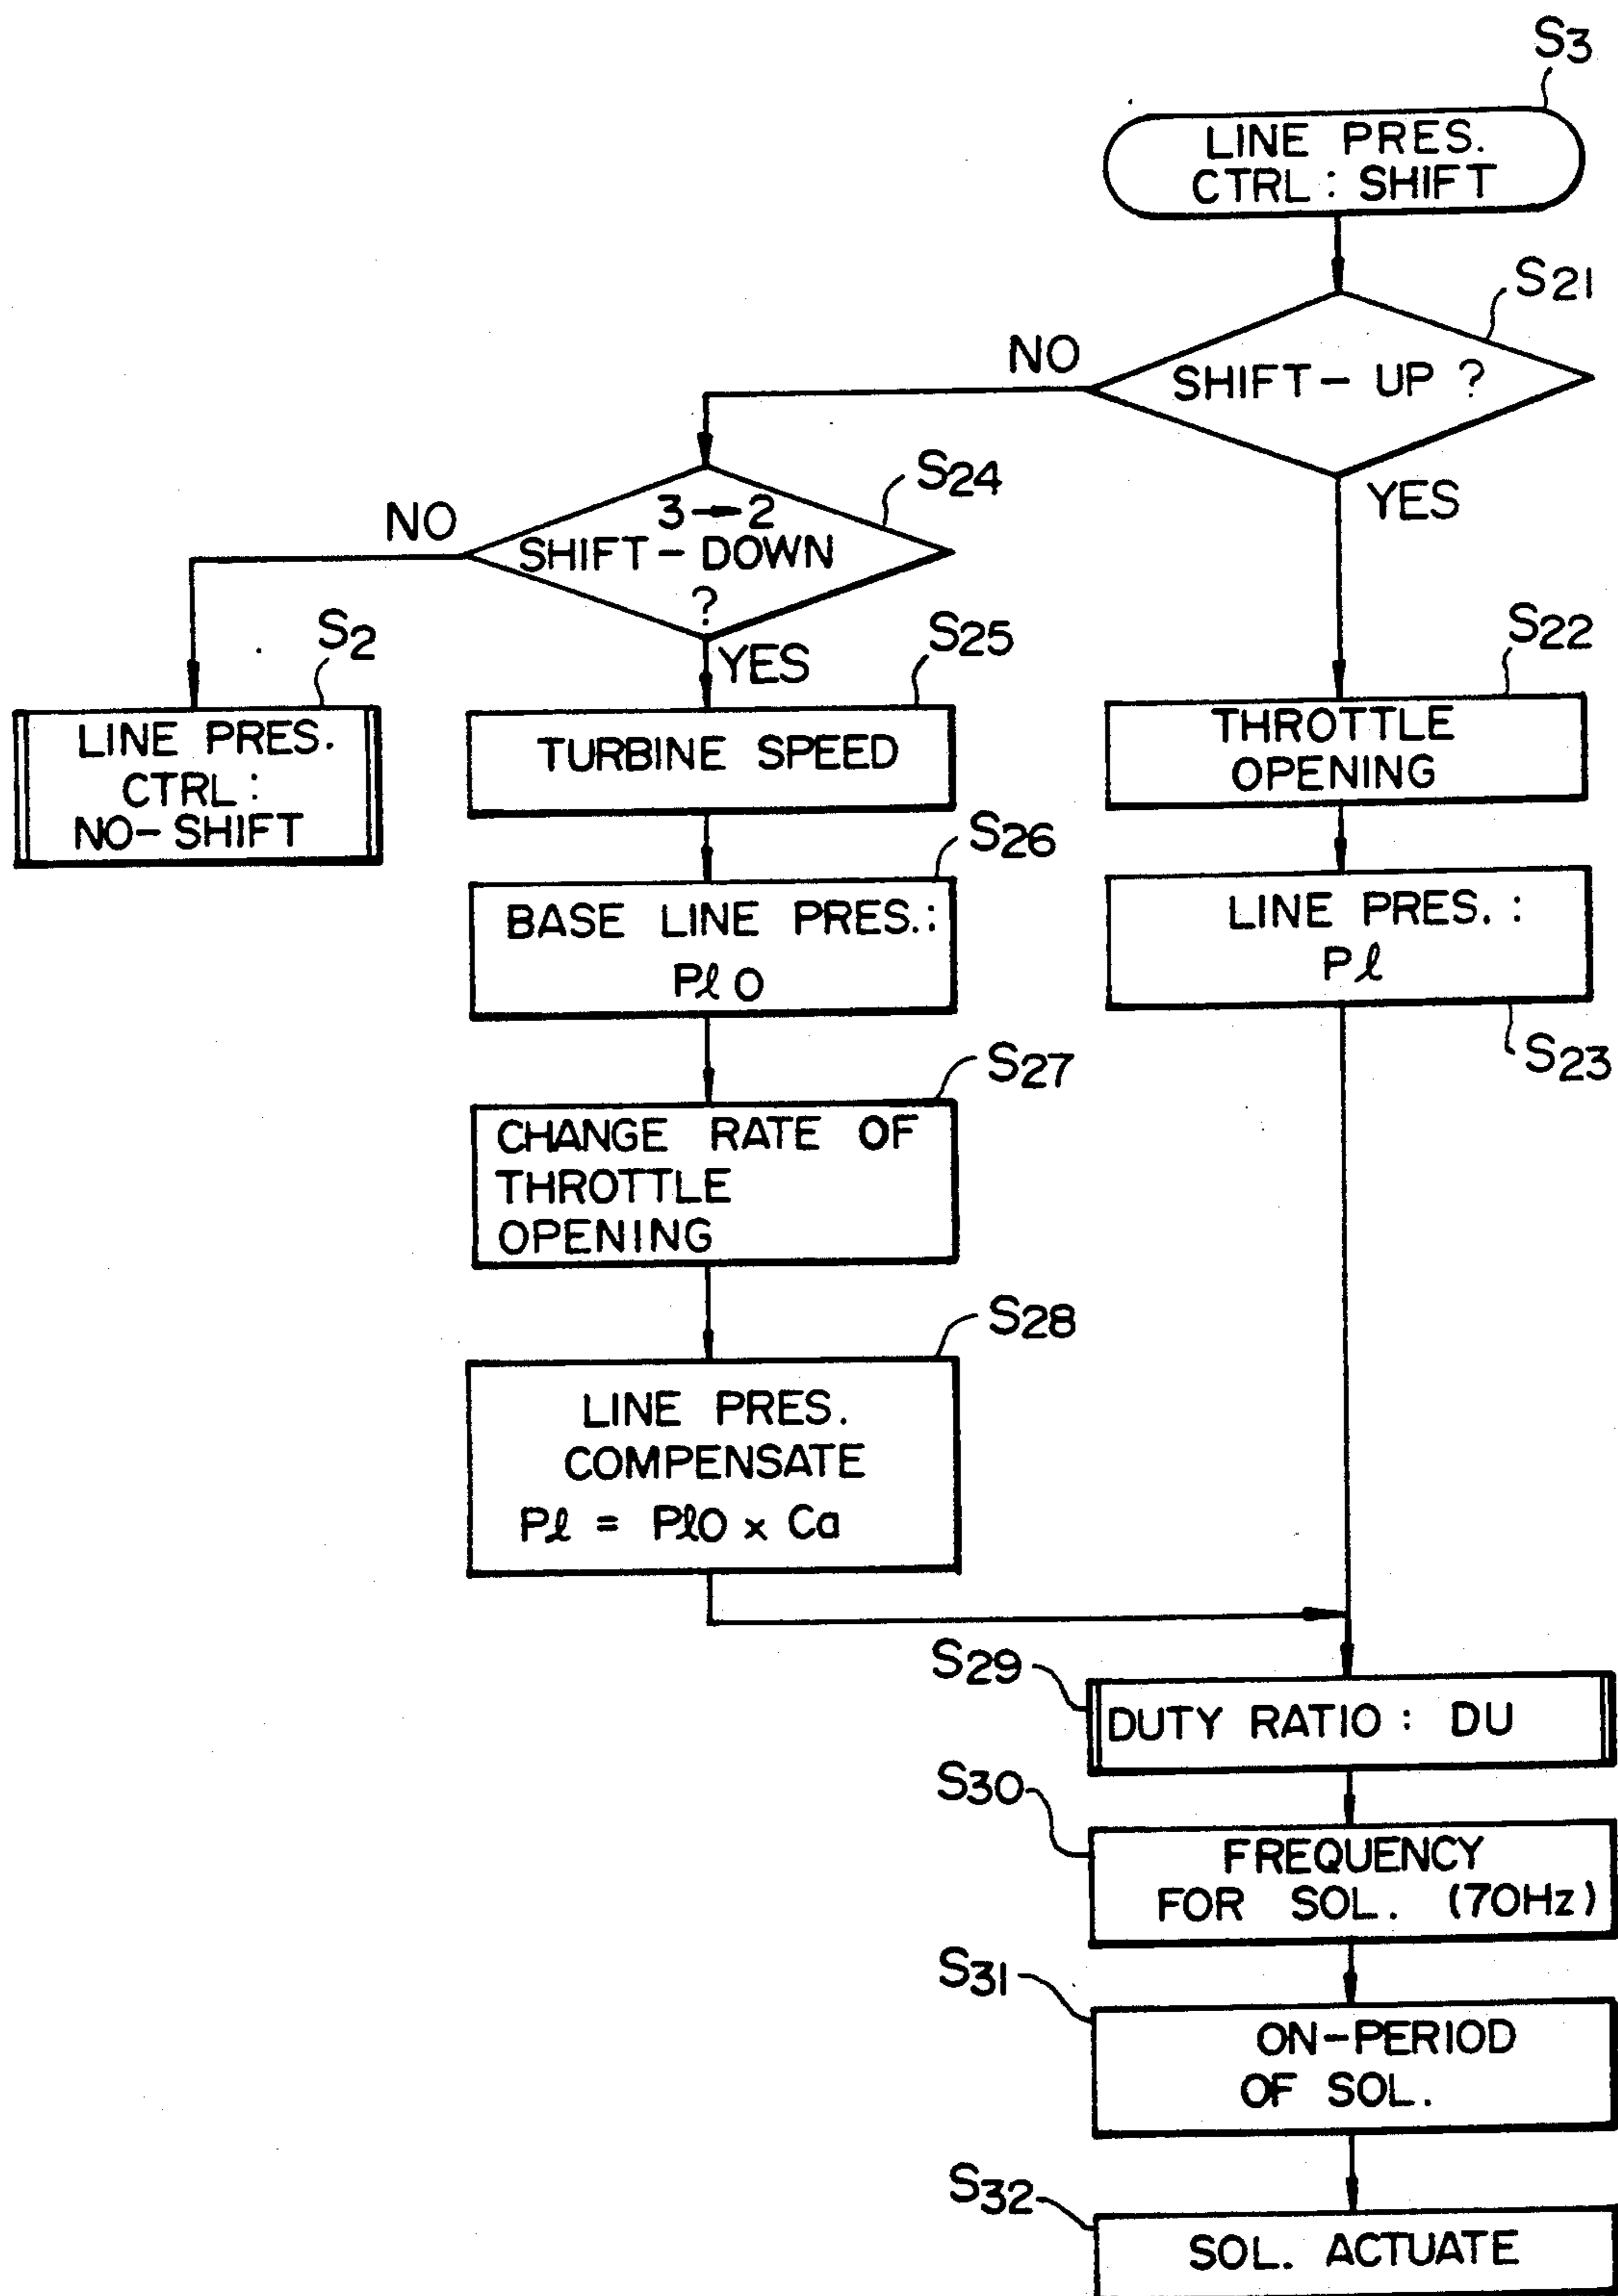 S3
LINE PRES.
CTRL : SHIFT
S21
SHIFT- UP ?
NO
YES
S24
3→2
SHIFT-DOWN
?
NO
YES
S2
LINE PRES.
CTRL :
NO-SHIFT
S25
TURBINE SPEED
S22
THROTTLE
OPENING
S26
BASE LINE PRES.:
Pℓ0
LINE PRES. :
Pℓ
S23
S27
CHANGE RATE OF
THROTTLE
OPENING
S28
LINE PRES.
COMPENSATE
Pℓ = Pℓ0 x Ca
S29
DUTY RATIO : DU
S30
FREQUENCY
FOR SOL. (70Hz)
S31
ON-PERIOD
OF SOL.
S32
SOL. ACTUATE